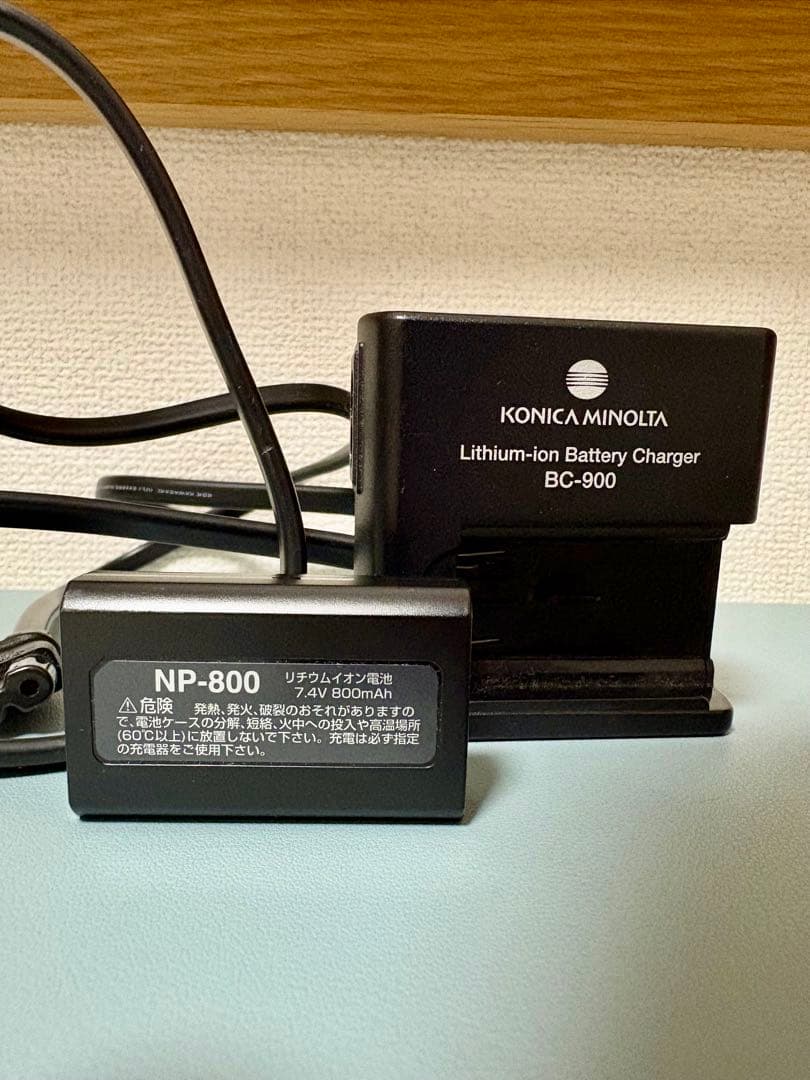 KONICA MINOLTA
Lithium-ion Battery Charger
BC-900
NP-800 リチウムイオン電池
7.4V 800mAh
⚠危険 発熱、発火、破裂のおそれがありますの
で、電池ケースの分解、短絡、火中への投入や高温場所
(60℃以上)に放置しないで下さい。充電は必ず指定
の充電器をご使用下さい。